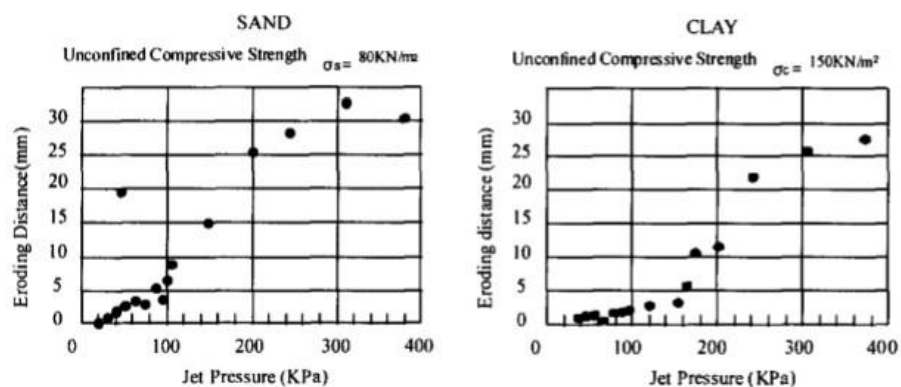 SAND
Unconfined Compressive Strength σs= 80KN/m2
30
25
20
15
10
5
0
Eroding Distance(mm)
0 100 200 300 400
Jet Pressure (KPa)
CLAY
Unconfined Compressive Strength σc= 150KN/m²
30
25
20
15
10
5
0
Eroding distance (mm)
0 100 200 300 400
Jet Pressure (KPa)